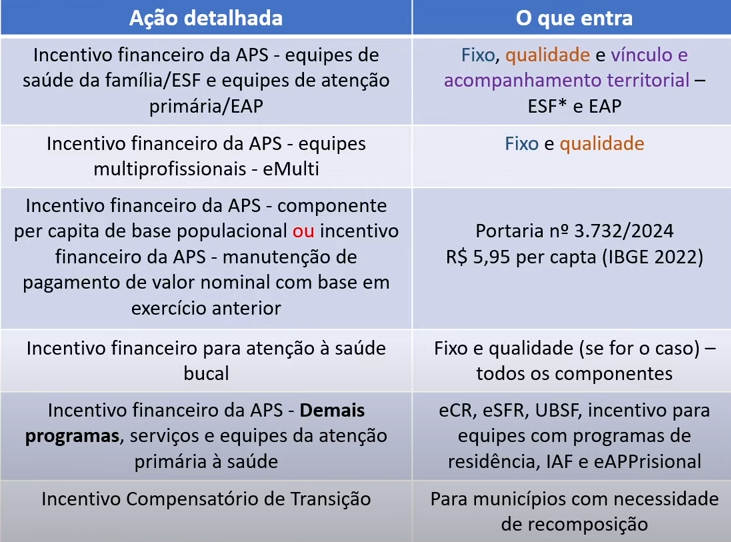 Ação detalhada
O que entra
Incentivo financeiro da APS - equipes de
saúde da família/ESF e equipes de atenção
primária/EAP
Fixo, qualidade e vínculo e
acompanhamento territorial –
ESF* e EAP
Incentivo financeiro da APS - equipes
multiprofissionais - eMulti
Fixo e qualidade
Incentivo financeiro da APS - componente
per capita de base populacional ou incentivo
financeiro da APS - manutenção de
pagamento de valor nominal com base em
exercício anterior
Portaria nº 3.732/2024
R$ 5,95 per capta (IBGE 2022)
Incentivo financeiro para atenção à saúde
bucal
Fixo e qualidade (se for o caso) –
todos os componentes
Incentivo financeiro da APS - Demais
programas, serviços e equipes da atenção
primária à saúde
eCR, eSFR, UBSF, incentivo para
equipes com programas de
residência, IAF e eAPPrisional
Incentivo Compensatório de Transição
Para municípios com necessidade
de recomposição